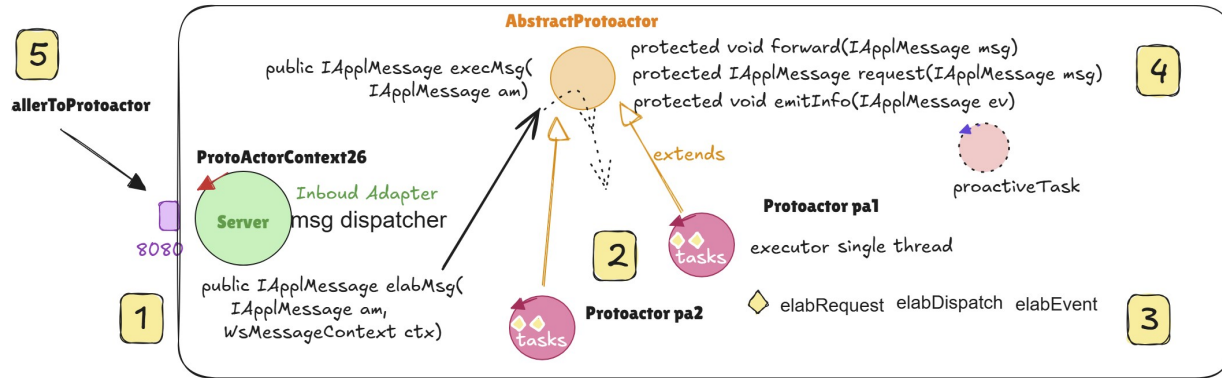 5
allerToProtoactor
8080
1
ProtoActorContext26
Inboud Adapter
Server
msg dispatcher
public IApplMessage elabMsg(
IApplMessage am,
WsMessageContext ctx)
AbstractProtoactor
public IApplMessage execMsg(
IApplMessage am)
protected void forward(IApplMessage msg)
protected IApplMessage request(IApplMessage msg)
protected void emitInfo(IApplMessage ev)
4
extends
proactiveTask
2
tasks
Protoactor pa1
executor single thread
tasks
Protoactor pa2
elabRequest elabDispatch elabEvent
3